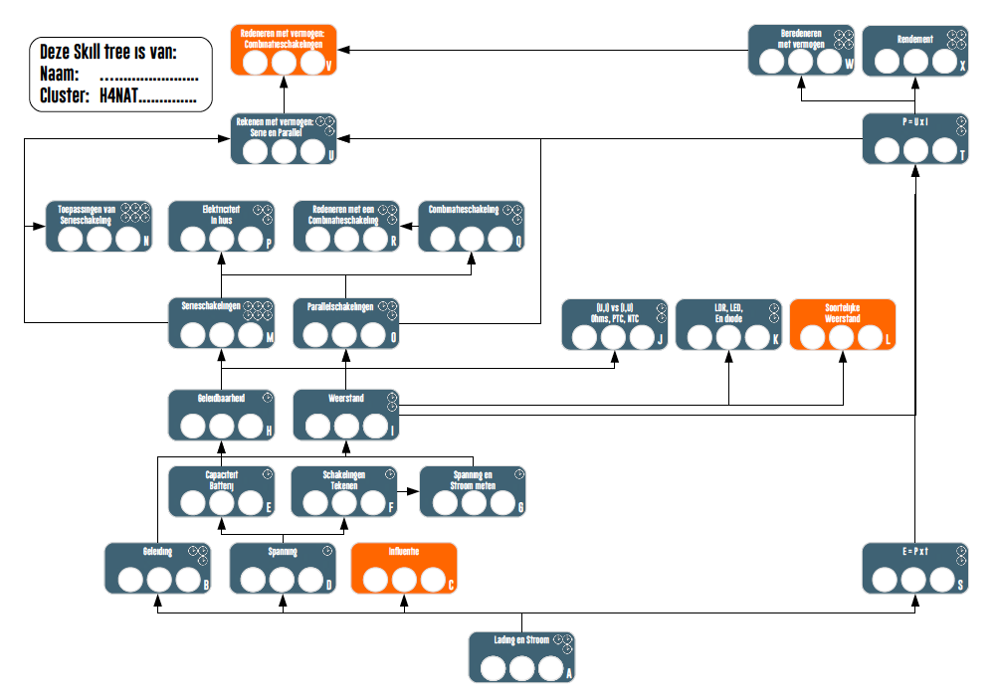 Deze Skill tree is van:
Naam: .......................
Cluster: H4NAT..............
Redeneren met vermogen:
Combinatieschakelingen
V
Beredeneren
met vermogen
W
Rendement
X
Rekenen met vermogen:
Serie en Parallel
U
P = U x I
T
Toepassingen van
Serieschakeling
N
Elektriciteit
in huis
P
Redeneren met een
Combinatieschakeling
R
Combinatieschakeling
Q
Serieschakelingen
M
Parallelschakelingen
O
(U,I) vs (I,U)
Ohms, PTC, NTC
J
LDR, LED,
En diode
K
Soortelijke
Weerstand
L
Geleidbaarheid
H
Weerstand
I
Capaciteit
Batterij
E
Schakelingen
Tekenen
F
Spanning en
Stroom meten
G
Geleiding
B
Spanning
D
Influentie
C
E = P x t
S
Lading en Stroom
A